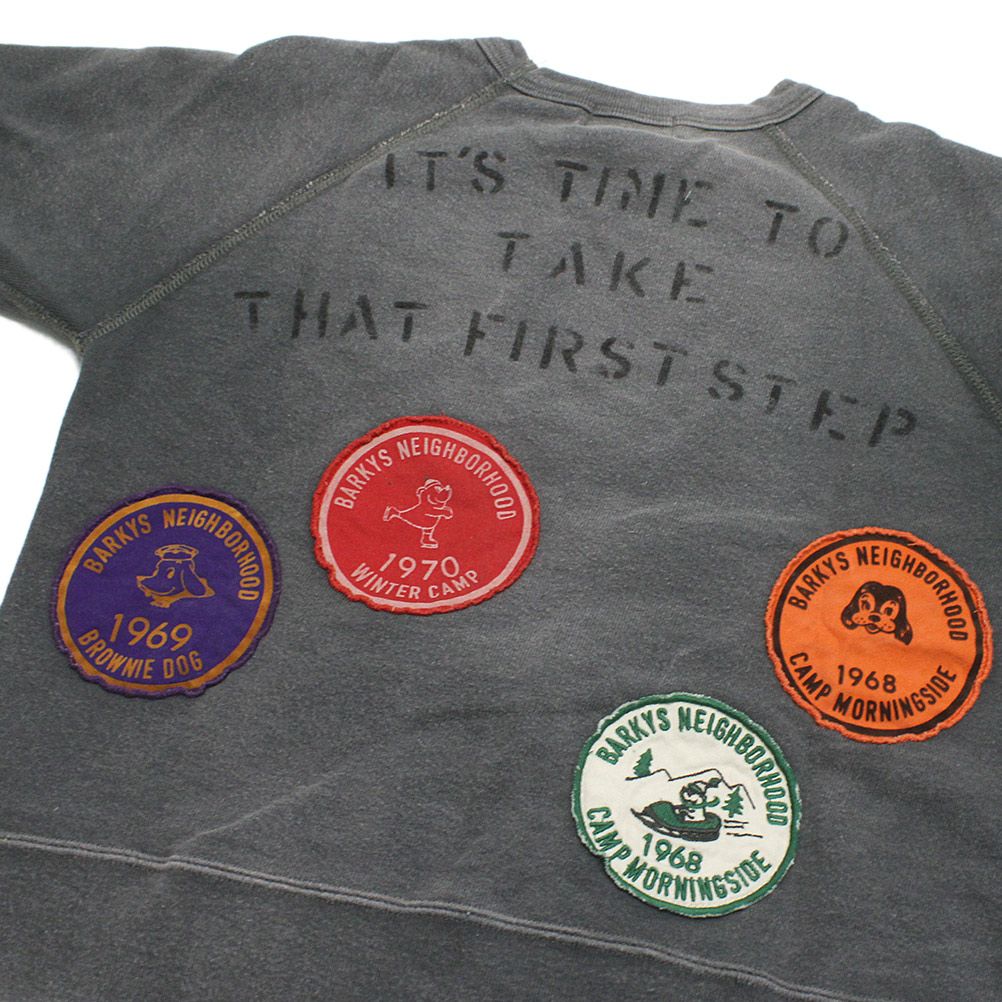 IT'S TIME TO
TAKE
THAT FIRST STEP
BARKYS NEIGHBORHOOD
1970
WINTER CAMP
BARKYS NEIGHBORHOOD
1969
BROWNIE DOG
BARKYS NEIGHBORHOOD
1968
CAMP MORNINGSIDE
BARKYS NEIGHBORHOOD
1968
CAMP MORNINGSIDE